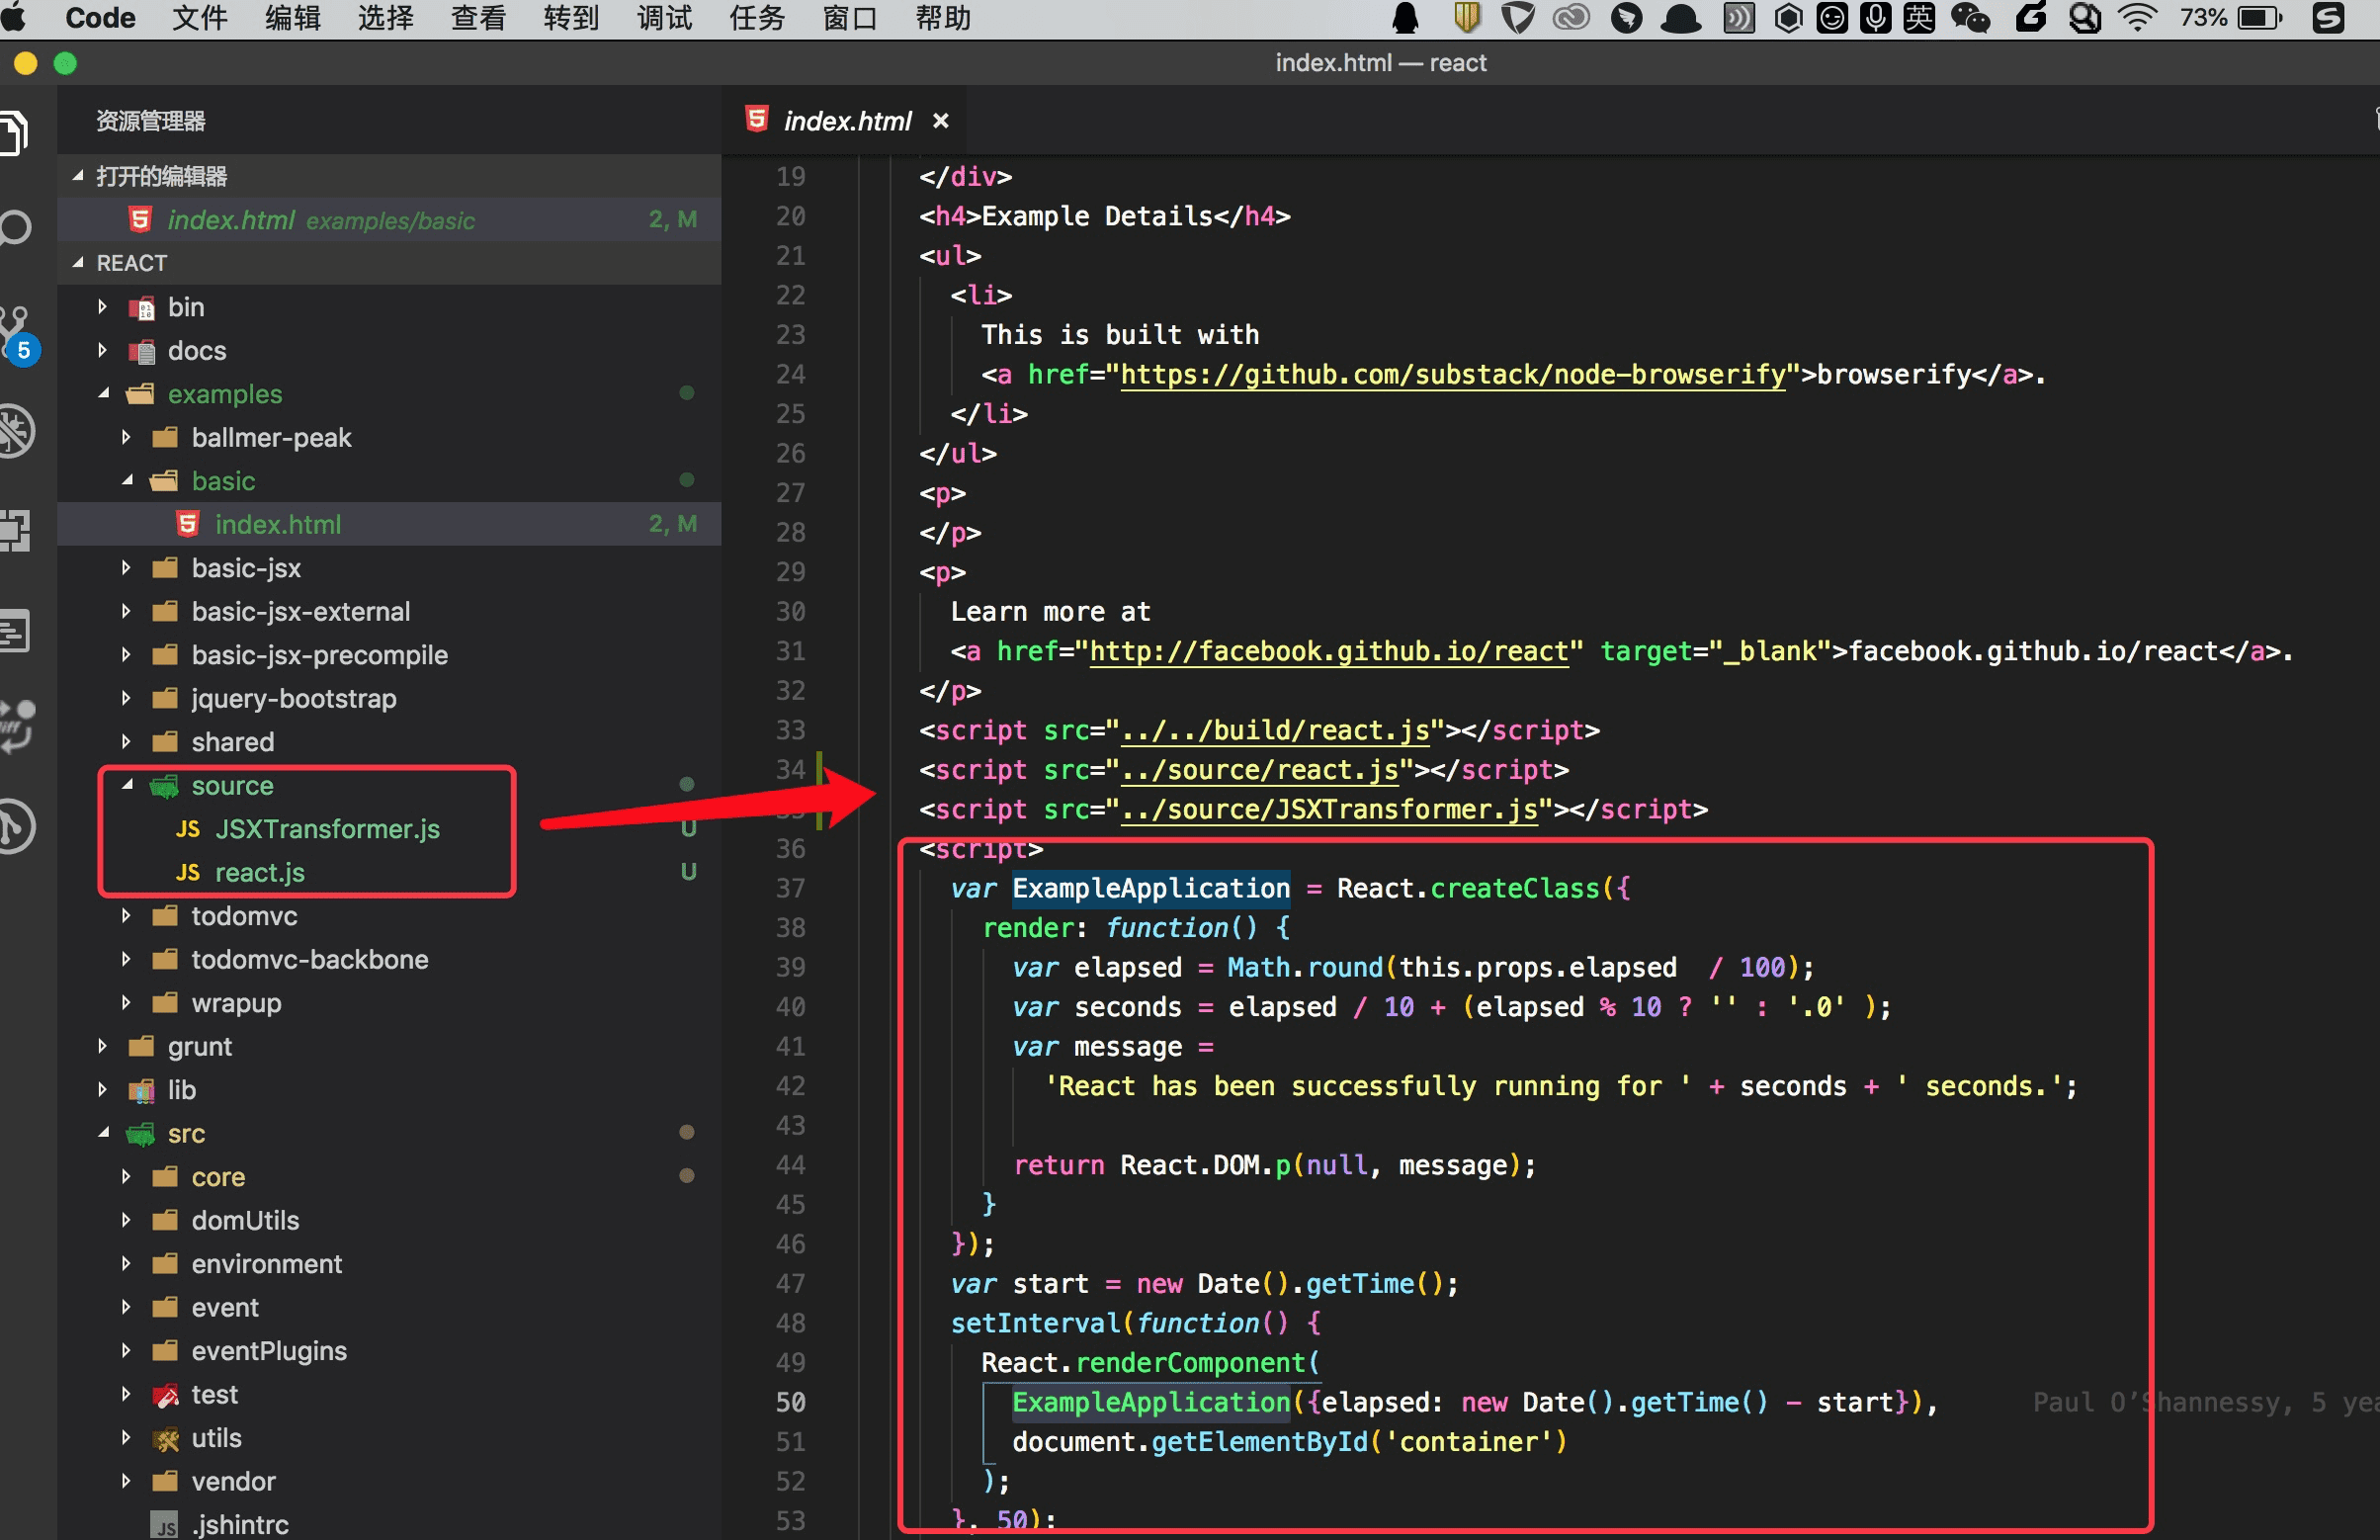 Code 文件 编辑 选择 查看 转到 调试 任务 窗口 帮助 英 73%
index.html — react
资源管理器
打开的编辑器
index.html examples/basic 2, M
REACT
bin
docs
5
examples
ballmer-peak
basic
index.html 2, M
basic-jsx
basic-jsx-external
basic-jsx-precompile
jquery-bootstrap
shared
source
JS JSXTransformer.js U
JS react.js U
todomvc
todomvc-backbone
wrapup
grunt
lib
src
core
domUtils
environment
event
eventPlugins
test
utils
vendor
JS .jshintrc
index.html ×
19 </div>
20 <h4>Example Details</h4>
21 <ul>
22 <li>
23 This is built with
24 <a href="https://github.com/substack/node-browserify">browserify</a>.
25 </li>
26 </ul>
27 <p>
28 </p>
29 <p>
30 Learn more at
31 <a href="http://facebook.github.io/react" target="_blank">facebook.github.io/react</a>.
32 </p>
33 <script src="../../build/react.js"></script>
34 <script src="../source/react.js"></script>
35 <script src="../source/JSXTransformer.js"></script>
36 <script>
37 var ExampleApplication = React.createClass({
38 render: function() {
39 var elapsed = Math.round(this.props.elapsed  / 100);
40 var seconds = elapsed / 10 + (elapsed % 10 ? '' : '.0' );
41 var message =
42 'React has been successfully running for ' + seconds + ' seconds.';
43
44 return React.DOM.p(null, message);
45 }
46 });
47 var start = new Date().getTime();
48 setInterval(function() {
49 React.renderComponent(
50 ExampleApplication({elapsed: new Date().getTime() - start}), Paul O'Shannessy, 5
51 document.getElementById('container')
52 );
53 }, 50);